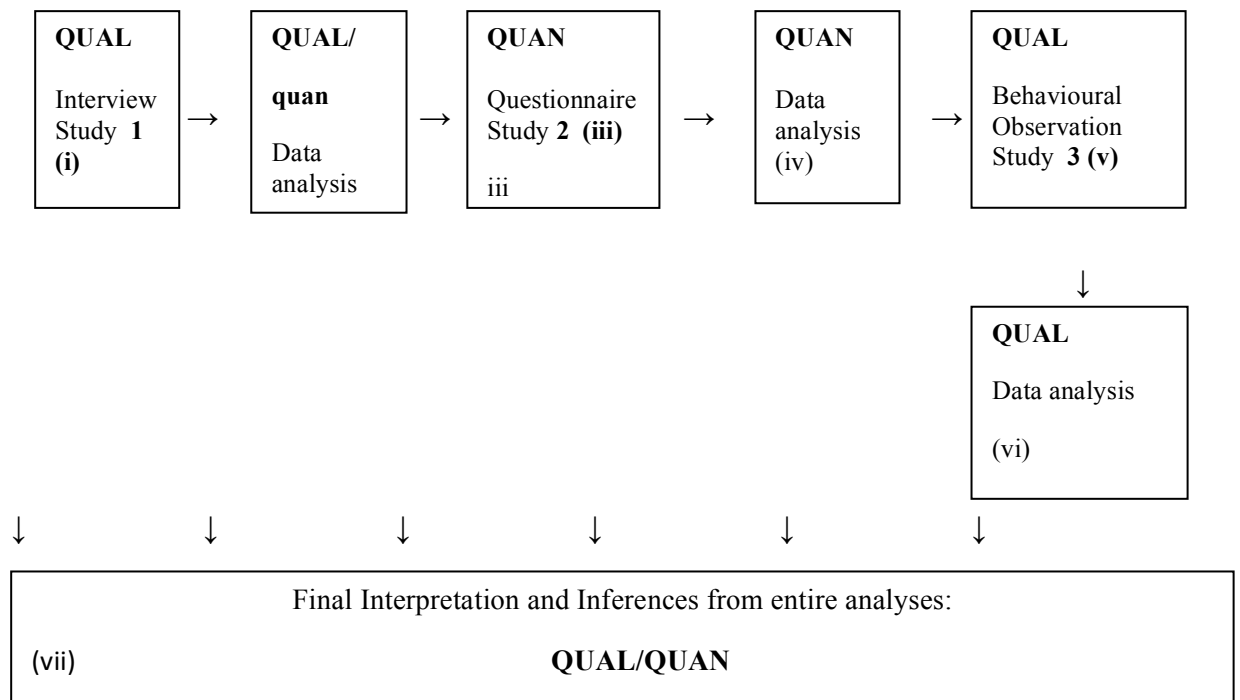 QUAL
Interview
Study 1
(i)
→
QUAL/
quan
Data
analysis
→
QUAN
Questionnaire
Study 2 (iii)
iii
→
QUAN
Data
analysis
(iv)
→
QUAL
Behavioural
Observation
Study 3 (v)
↓
QUAL
Data analysis
(vi)
↓ ↓ ↓ ↓ ↓ ↓
Final Interpretation and Inferences from entire analyses:
(vii) QUAL/QUAN